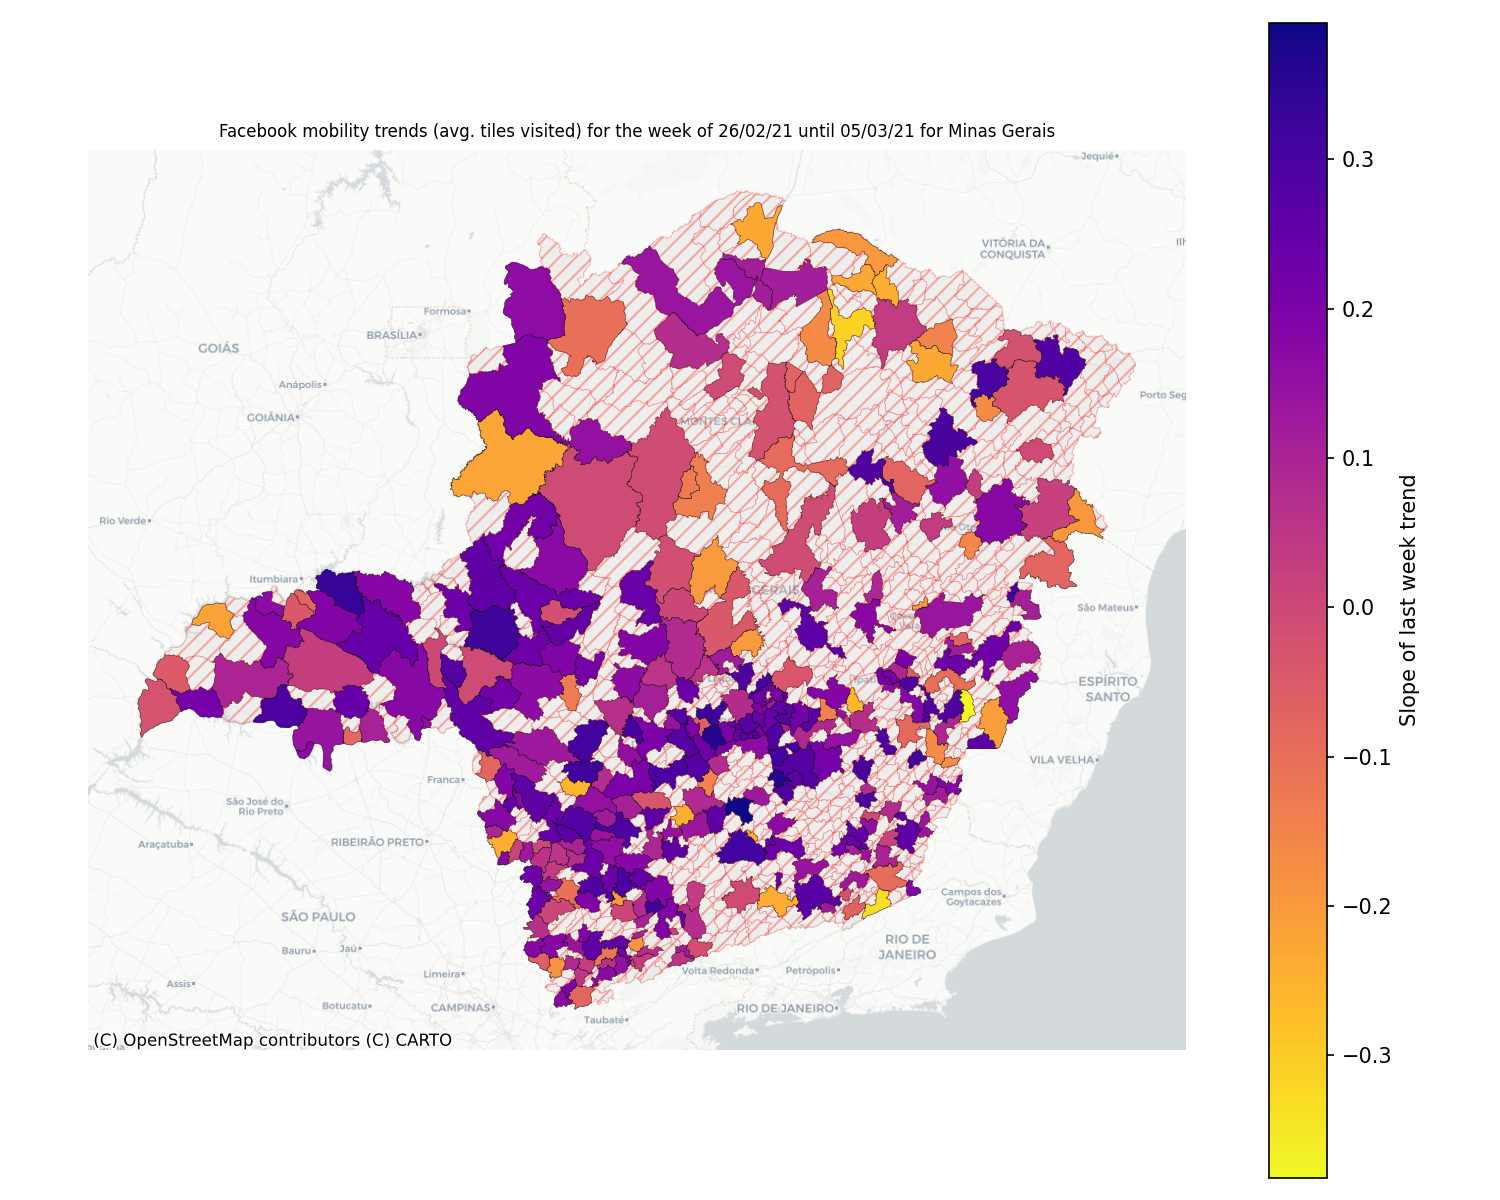 Facebook mobility trends (avg. tiles visited) for the week of 26/02/21 until 05/03/21 for Minas Gerais
Jequié
VITÓRIA DA
CONQUISTA
Formosa
BRASÍLIA
GOIÁS
Anápolis
GOIÂNIA
Porto Seg
MONTES CLA
Rio Verde
Itumbiara
GERAIS
São Mateus
ESPÍRITO
SANTO
VILA VELHA
Franca
São José do
Rio Preto
RIBEIRÃO PRETO
Araçatuba
Campos dos
Goytacazes
SÃO PAULO
RIO DE
JANEIRO
Bauru
Jaú
Limeira
Volta Redonda
Petrópolis
Assis
Botucatu
CAMPINAS
RIO DE JANEIRO
Taubaté
(C) OpenStreetMap contributors (C) CARTO
0.3
0.2
0.1
0.0
−0.1
−0.2
−0.3
Slope of last week trend